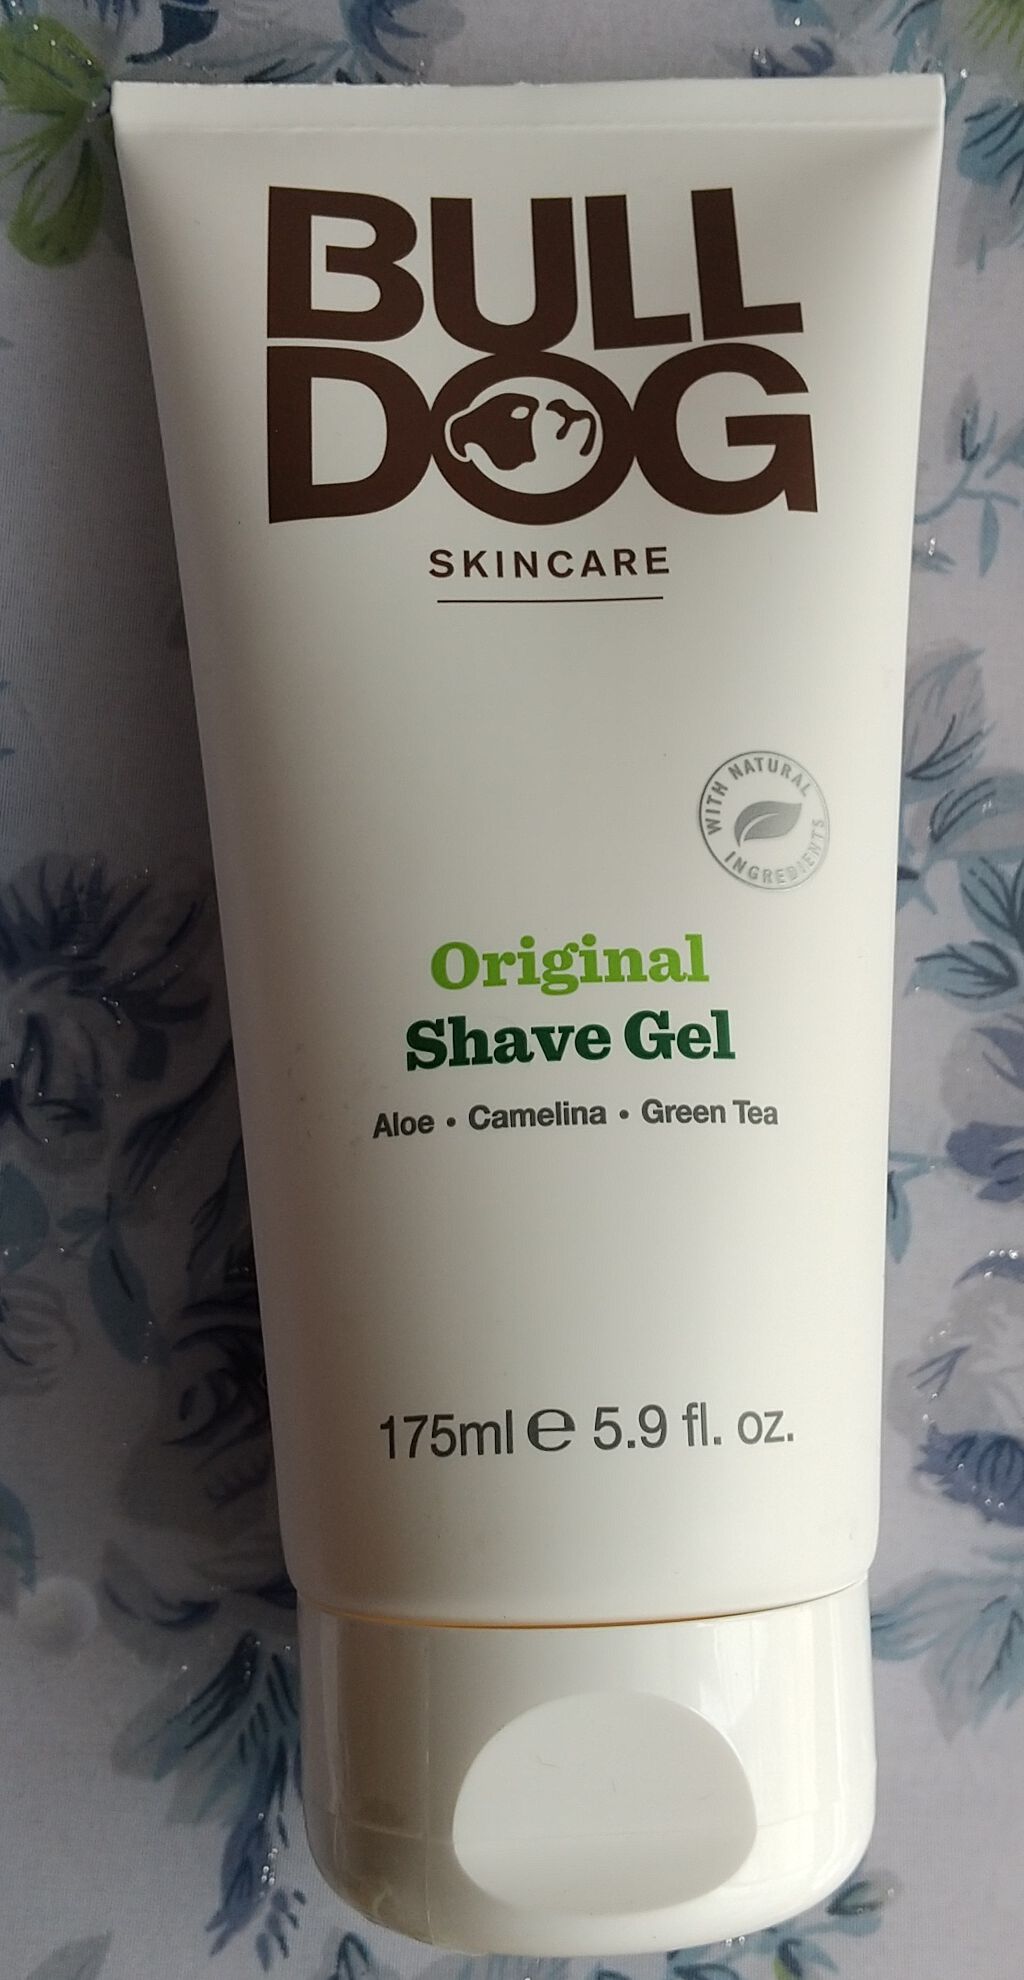 BULL
DOG
SKINCARE
WITH NATURAL
INGREDIENTS
Original
Shave Gel
Aloe • Camelina • Green Tea
175ml ℮ 5.9 fl. oz.